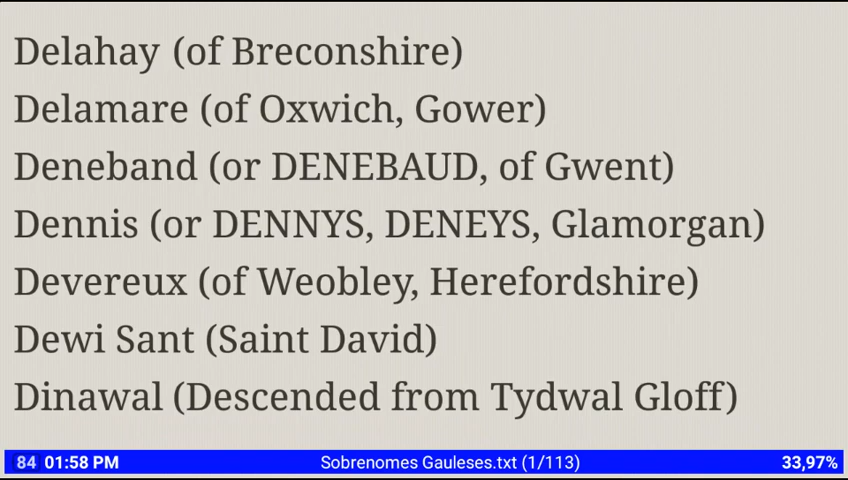 Delahay (of Breconshire)
Delamare (of Oxwich, Gower)
Deneband (or DENEBAUD, of Gwent)
Dennis (or DENNYS, DENEYS, Glamorgan)
Devereux (of Weobley, Herefordshire)
Dewi Sant (Saint David)
Dinawal (Descended from Tydwal Gloff)
84 01:58 PM Sobrenomes Gauleses.txt (1/113) 33,97%